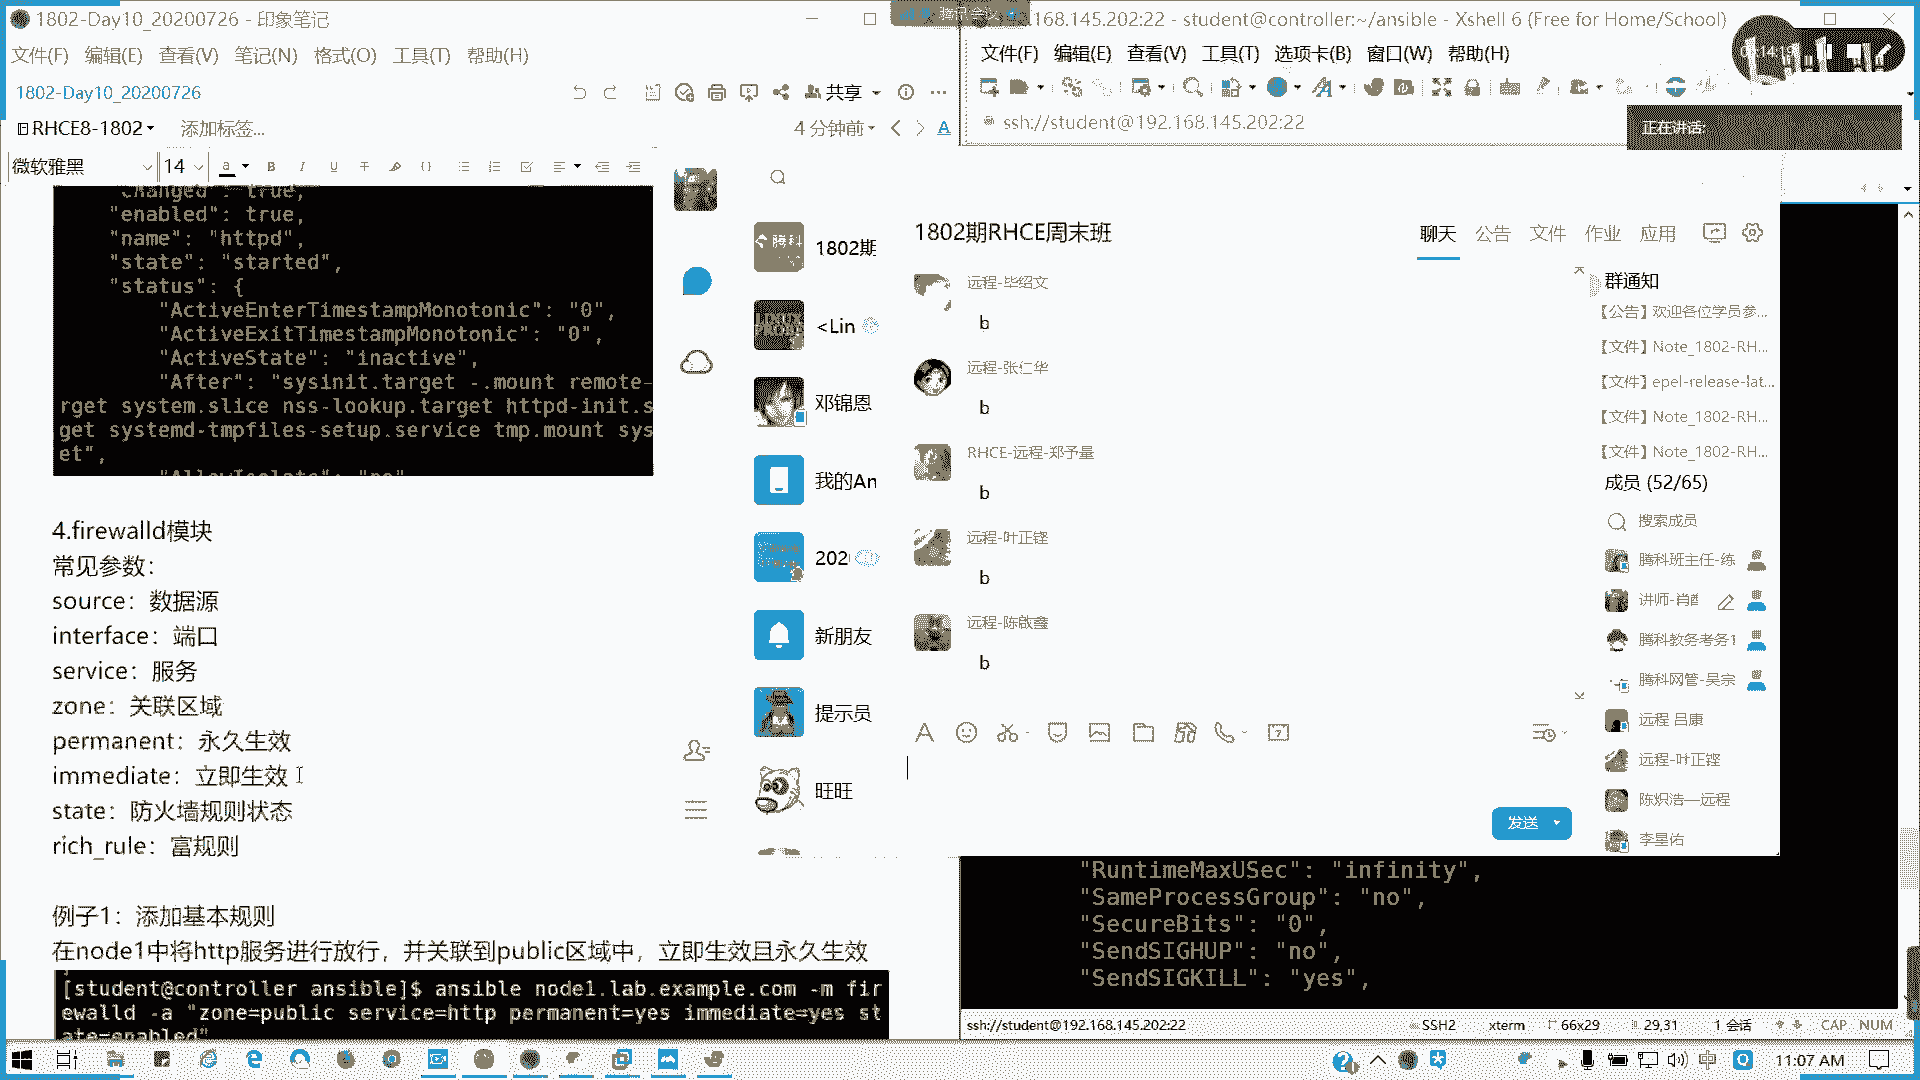 1802-Day10_20200726 - 印象笔记
文件(F) 编辑(E) 查看(V) 笔记(N) 格式(O) 工具(T) 帮助(H)
1802-Day10_20200726
共享
RHCE8-1802
添加标签...
4 分钟前
微软雅黑
14
"changed": true,
"enabled": true,
"name": "httpd",
"state": "started",
"status": {
"ActiveEnterTimestampMonotonic": "0",
"ActiveExitTimestampMonotonic": "0",
"ActiveState": "inactive",
"After": "sysinit.target -.mount remote-
rget system.slice nss-lookup.target httpd-init.s
get systemd-tmpfiles-setup.service tmp.mount sys
et",
4.firewalld模块
常见参数：
source：数据源
interface：端口
service：服务
zone：关联区域
permanent：永久生效
immediate：立即生效
state：防火墙规则状态
rich_rule：富规则
例子1：添加基本规则
在node1中将http服务进行放行，并关联到public区域中，立即生效且永久生效
[student@controller ansible]$ ansible node1.lab.example.com -m fir
ewalld -a "zone=public service=http permanent=yes immediate=yes st
ate=enabled"
腾讯会议
.168.145.202:22 - student@controller:~/ansible - Xshell 6 (Free for Home/School)
文件(F) 编辑(E) 查看(V) 工具(T) 选项卡(B) 窗口(W) 帮助(H)
ssh://student@192.168.145.202:22
正在讲话:
1802期
<Lin
邓锦恩
我的An
202
新朋友
提示员
旺旺
1802期RHCE周末班
聊天 公告 文件 作业 应用
远程-毕绍文
b
远程-张仁华
b
RHCE-远程-郑予量
b
远程-叶正铿
b
远程-陈啟鑫
b
发送
群通知
【公告】欢迎各位学员参...
【文件】Note_1802-RH...
【文件】epel-release-lat...
【文件】Note_1802-RH...
【文件】Note_1802-RH...
成员 (52/65)
搜索成员
腾科班主任-练
讲师-肖
腾科教务考务1
腾科网管-吴宗
远程 吕康
远程-叶正铿
陈炽浩—远程
李星佑
"RuntimeMaxUSec": "infinity",
"SameProcessGroup": "no",
"SecureBits": "0",
"SendSIGHUP": "no",
"SendSIGKILL": "yes",
ssh://student@192.168.145.202:22
SSH2
xterm
66x29
29,31
1 会话
CAP NUM
中
11:07 AM